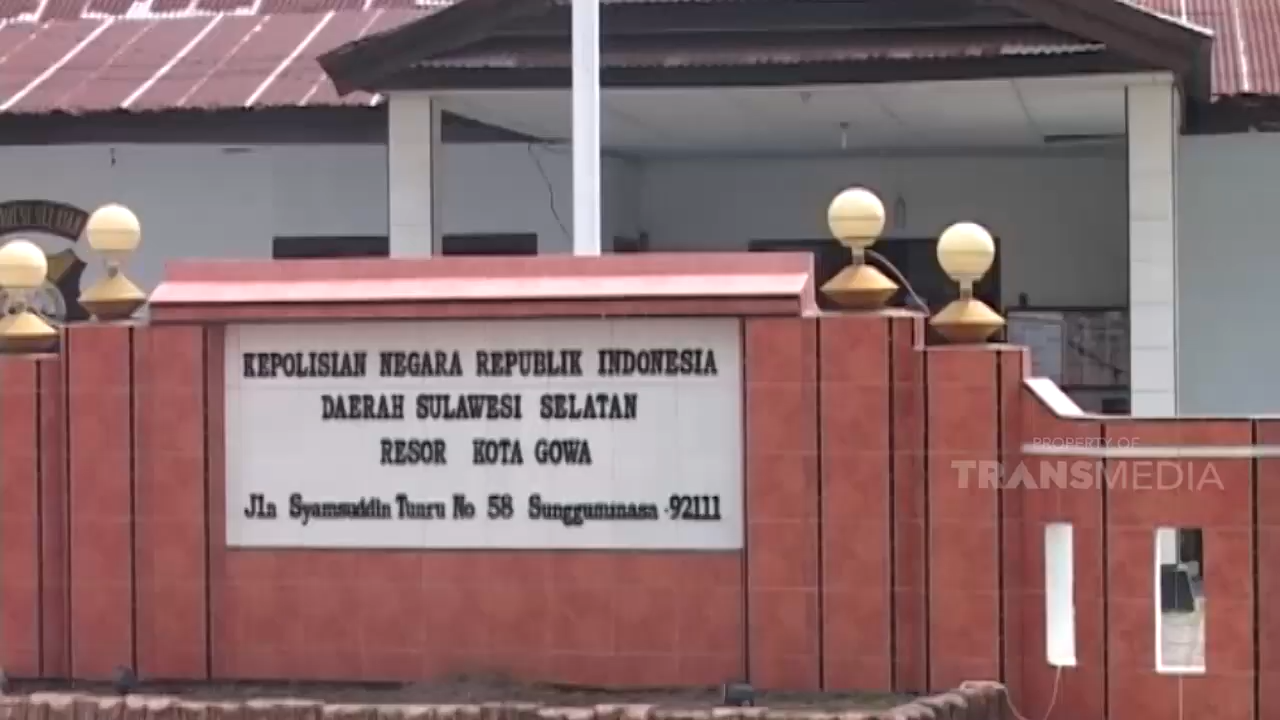 KEPOLISIAN NEGARA REPUBLIK INDONESIA
DAERAH SULAWESI SELATAN
RESOR KOTA GOWA
Jln Syamsuddin Tunru No 58 Sungguminasa -92111
PROPERTY OF
TRANSMEDIA